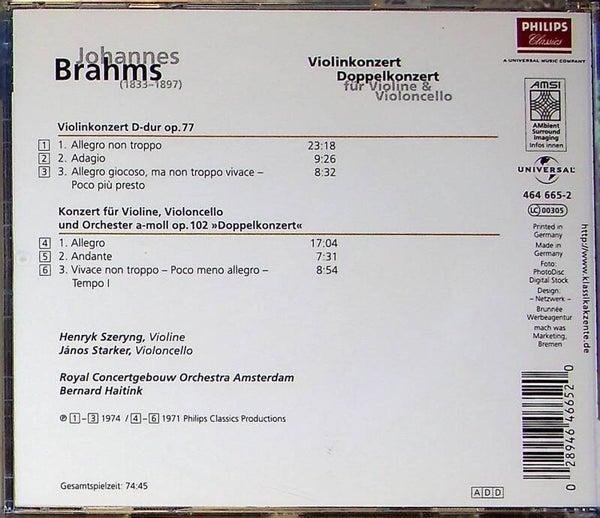 Johannes
Brahms
(1833–1897)
Violinkonzert
Doppelkonzert
für Violine &
Violoncello
PHILIPS
Classics
A UNIVERSAL MUSIC COMPANY
AMSI
AMbient
Surround
Imaging
Infos innen
UNIVERSAL
464 665-2
LC 00305
Printed in
Germany
Made in
Germany
Foto:
PhotoDisc
Digital Stock
Design:
– Netzwerk –
Brunnée
Werbeagentur
mach was
Marketing,
Bremen
http://www.klassikakzente.de
Violinkonzert D-dur op.77
1 1. Allegro non troppo 23:18
2 2. Adagio 9:26
3 3. Allegro giocoso, ma non troppo vivace – 8:32
Poco più presto
Konzert für Violine, Violoncello
und Orchester a-moll op.102 »Doppelkonzert«
4 1. Allegro 17:04
5 2. Andante 7:31
6 3. Vivace non troppo – Poco meno allegro – 8:54
Tempo I
Henryk Szeryng, Violine
János Starker, Violoncello
Royal Concertgebouw Orchestra Amsterdam
Bernard Haitink
℗ 1–3 1974 / 4–6 1971 Philips Classics Productions
Gesamtspielzeit: 74:45
ADD
0 28946 46652 0